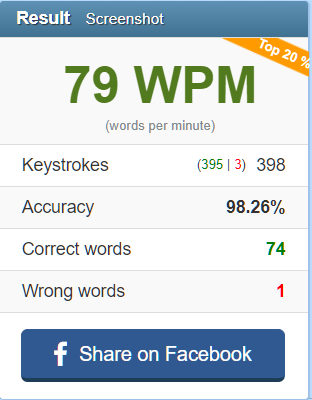 Result Screenshot
Top 20 %
79 WPM
(words per minute)
Keystrokes (395 | 3) 398
Accuracy 98.26%
Correct words 74
Wrong words 1
Share on Facebook